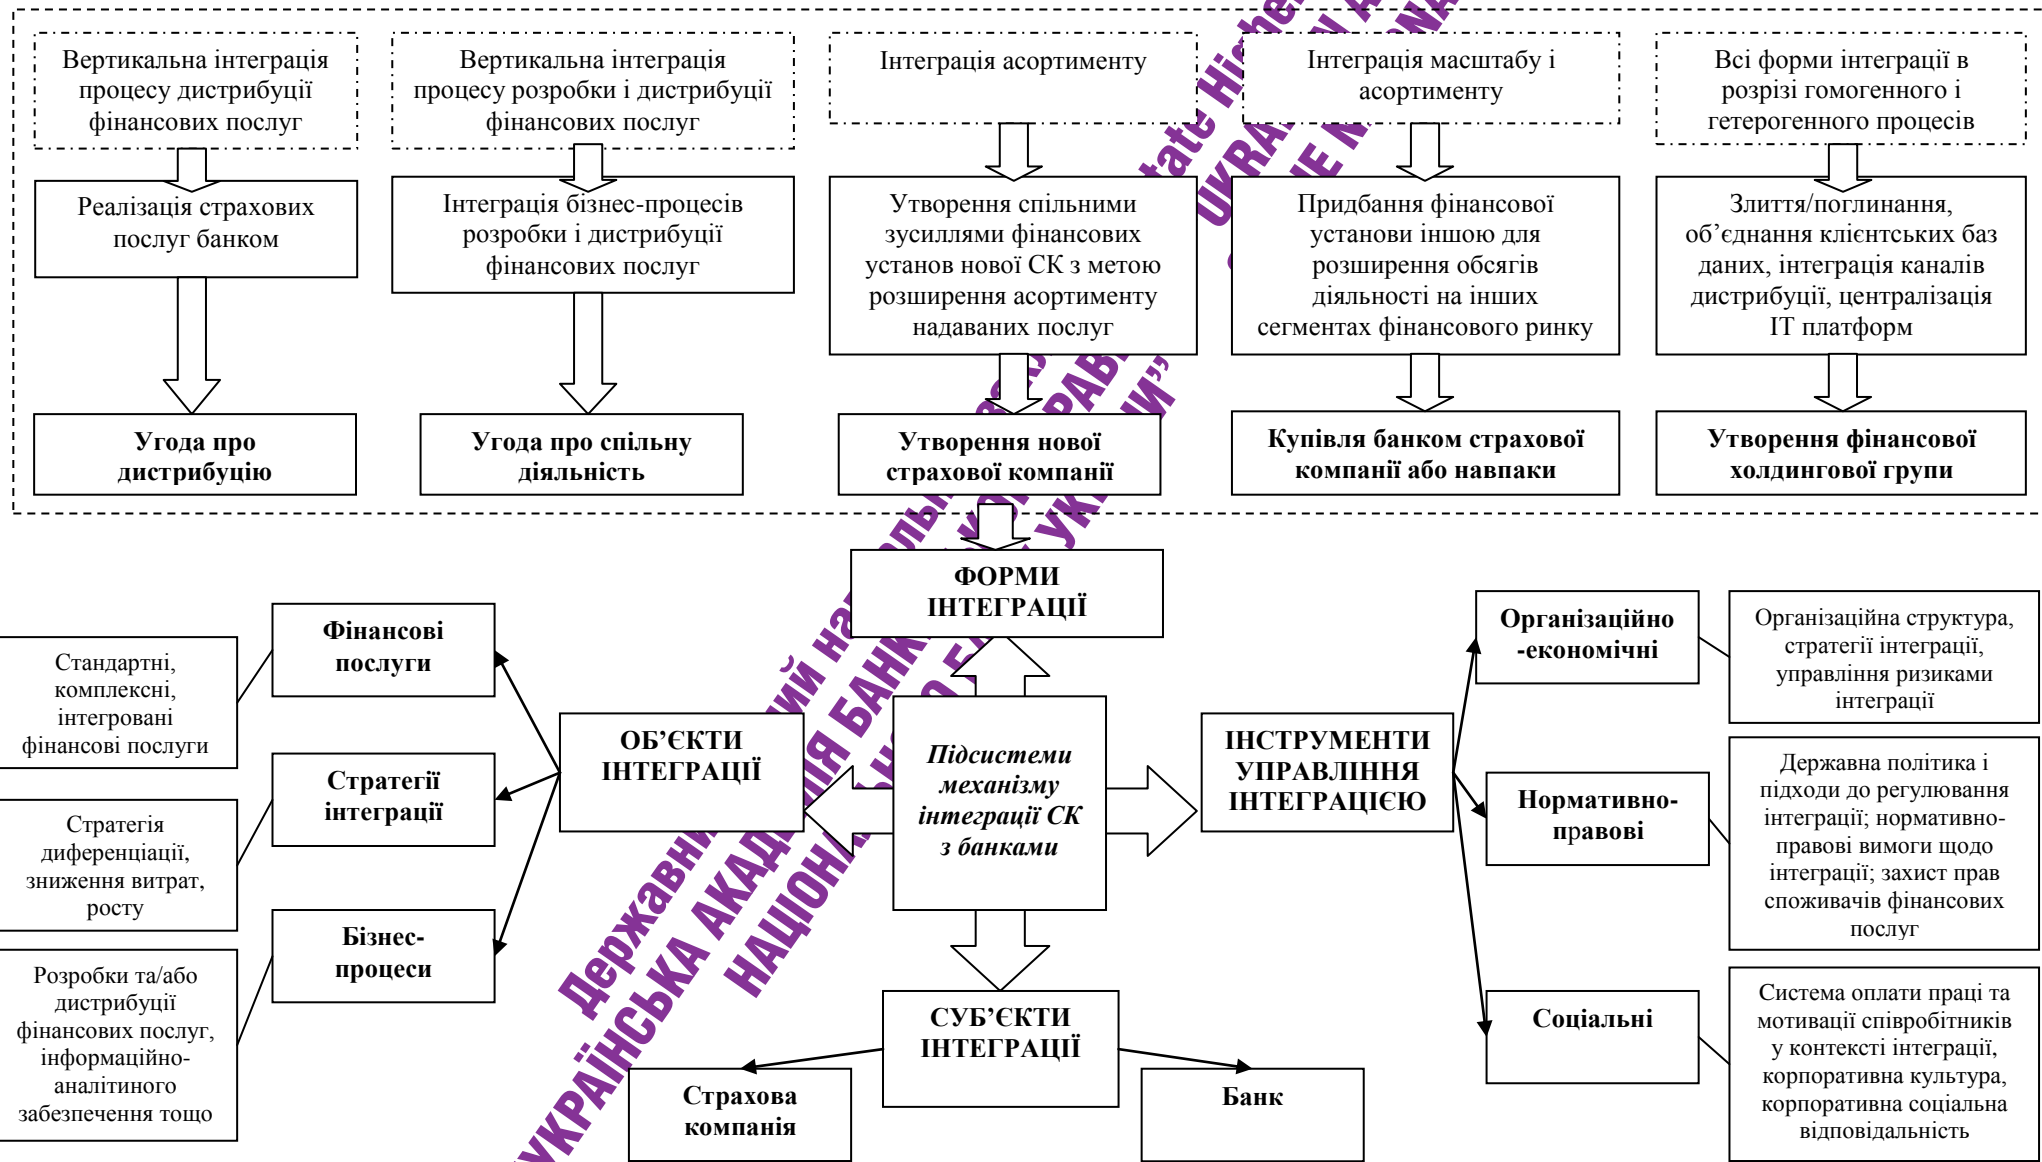 Вертикальна інтеграція
процесу дистрибуції
фінансових послуг
Вертикальна інтеграція
процесу розробки і дистрибуції
фінансових послуг
Інтеграція асортименту
Інтеграція масштабу і
асортименту
Всі форми інтеграції в
розрізі гомогенного і
гетерогенного процесів
Реалізація страхових
послуг банком
Інтеграція бізнес-процесів
розробки і дистрибуції
фінансових послуг
Утворення спільними
зусиллями фінансових
установ нової СК з метою
розширення асортименту
надаваних послуг
Придбання фінансової
установи іншою для
розширення обсягів
діяльності на інших
сегментах фінансового ринку
Злиття/поглинання,
об’єднання клієнтських баз
даних, інтеграція каналів
дистрибуції, централізація
ІТ платформ
Угода про
дистрибуцію
Угода про спільну
діяльність
Утворення нової
страхової компанії
Купівля банком страхової
компанії або навпаки
Утворення фінансової
холдингової групи
ФОРМИ
ІНТЕГРАЦІЇ
Фінансові
послуги
Стандартні,
комплексні,
інтегровані
фінансові послуги
Стратегії
інтеграції
Стратегія
диференціації,
зниження витрат,
росту
Бізнес-
процеси
Розробки та/або
дистрибуції
фінансових послуг,
інформаційно-
аналітиного
забезпечення тощо
ОБ’ЄКТИ
ІНТЕГРАЦІЇ
Підсистеми
механізму
інтеграції СК
з банками
ІНСТРУМЕНТИ
УПРАВЛІННЯ
ІНТЕГРАЦІЄЮ
Організаційно
-економічні
Організаційна структура,
стратегії інтеграції,
управління ризиками
інтеграції
Нормативно-
правові
Державна політика і
підходи до регулювання
інтеграції; нормативно-
правові вимоги щодо
інтеграції; захист прав
споживачів фінансових
послуг
Соціальні
Система оплати праці та
мотивації співробітників
у контексті інтеграції,
корпоративна культура,
корпоративна соціальна
відповідальність
СУБ’ЄКТИ
ІНТЕГРАЦІЇ
Страхова
компанія
Банк
УКРАЇНСЬКА